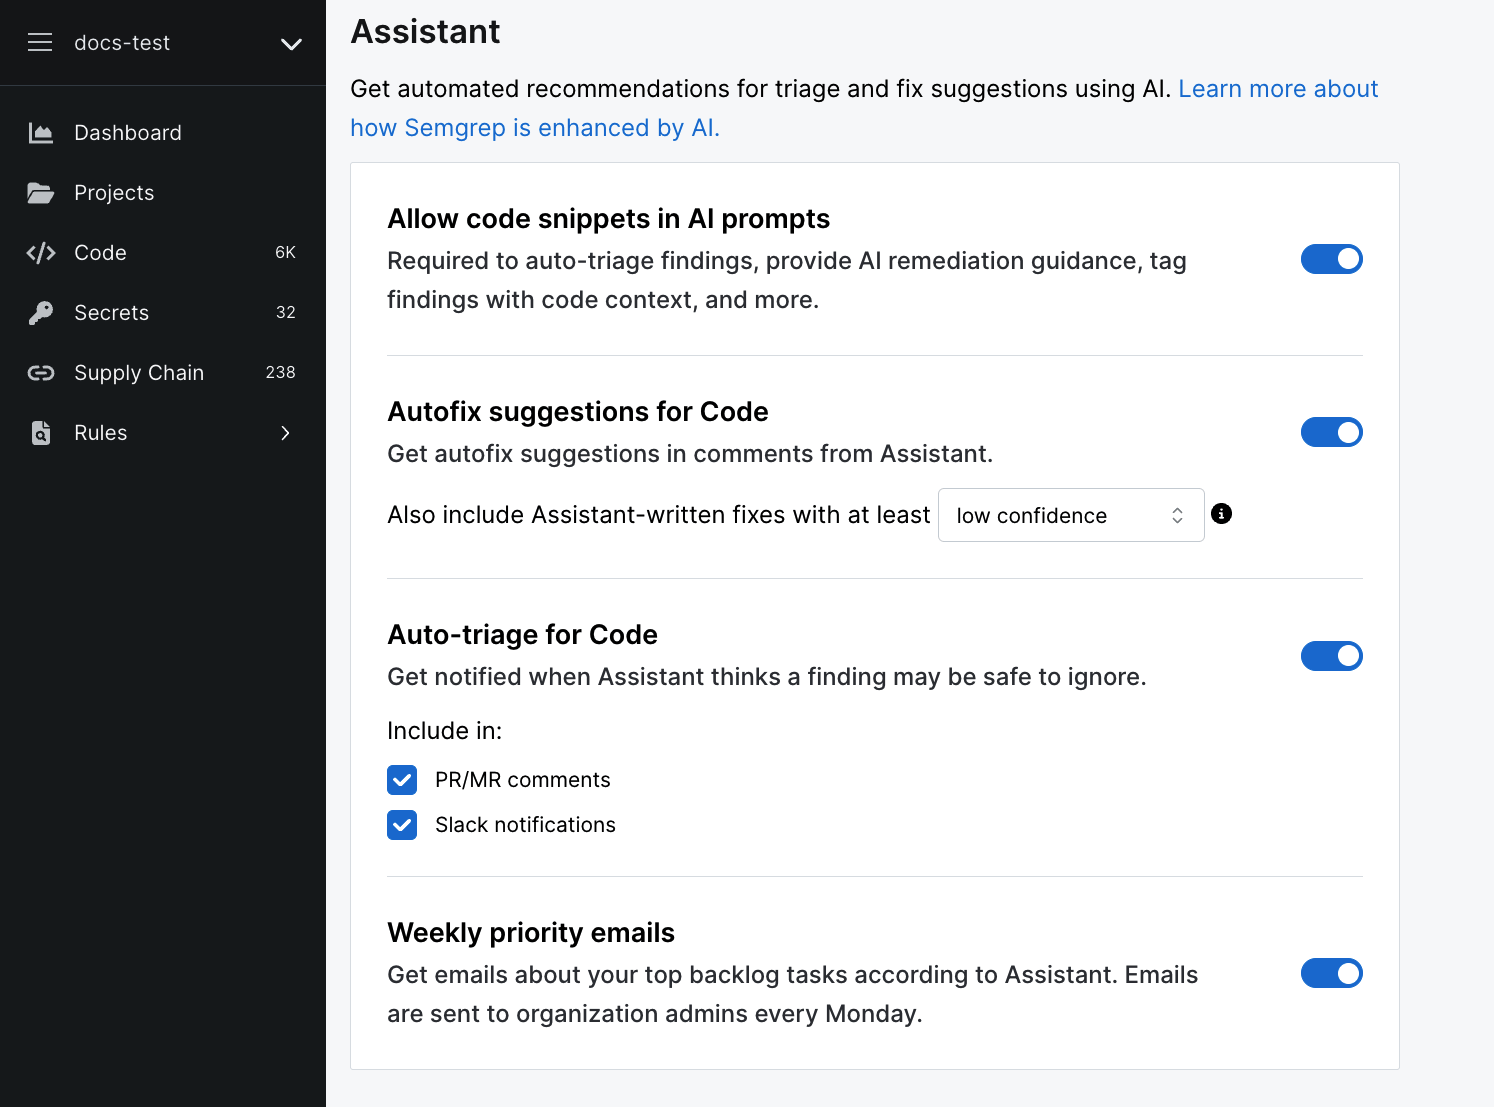 docs-test
Dashboard
Projects
Code 6K
Secrets 32
Supply Chain 238
Rules
Assistant
Get automated recommendations for triage and fix suggestions using AI. Learn more about
how Semgrep is enhanced by AI.
Allow code snippets in AI prompts
Required to auto-triage findings, provide AI remediation guidance, tag
findings with code context, and more.
Autofix suggestions for Code
Get autofix suggestions in comments from Assistant.
Also include Assistant-written fixes with at least low confidence
Auto-triage for Code
Get notified when Assistant thinks a finding may be safe to ignore.
Include in:
PR/MR comments
Slack notifications
Weekly priority emails
Get emails about your top backlog tasks according to Assistant. Emails
are sent to organization admins every Monday.